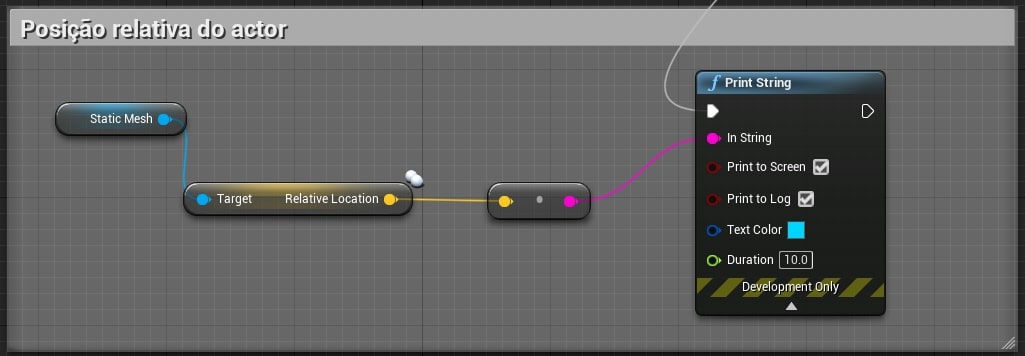 Posição relativa do actor
Static Mesh
Target Relative Location
f Print String
In String
Print to Screen
Print to Log
Text Color
Duration 10.0
Development Only